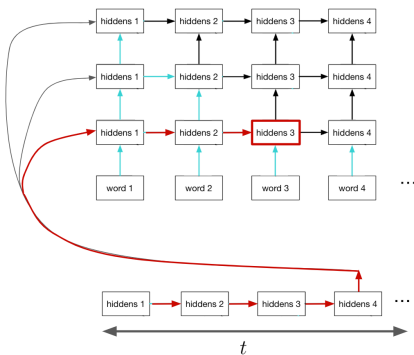 hiddens 1 hiddens 2 hiddens 3 hiddens 4
hiddens 1 hiddens 2 hiddens 3 hiddens 4
hiddens 1 hiddens 2 hiddens 3 hiddens 4
word 1 word 2 word 3 word 4 ...
hiddens 1 hiddens 2 hiddens 3 hiddens 4 ...
t